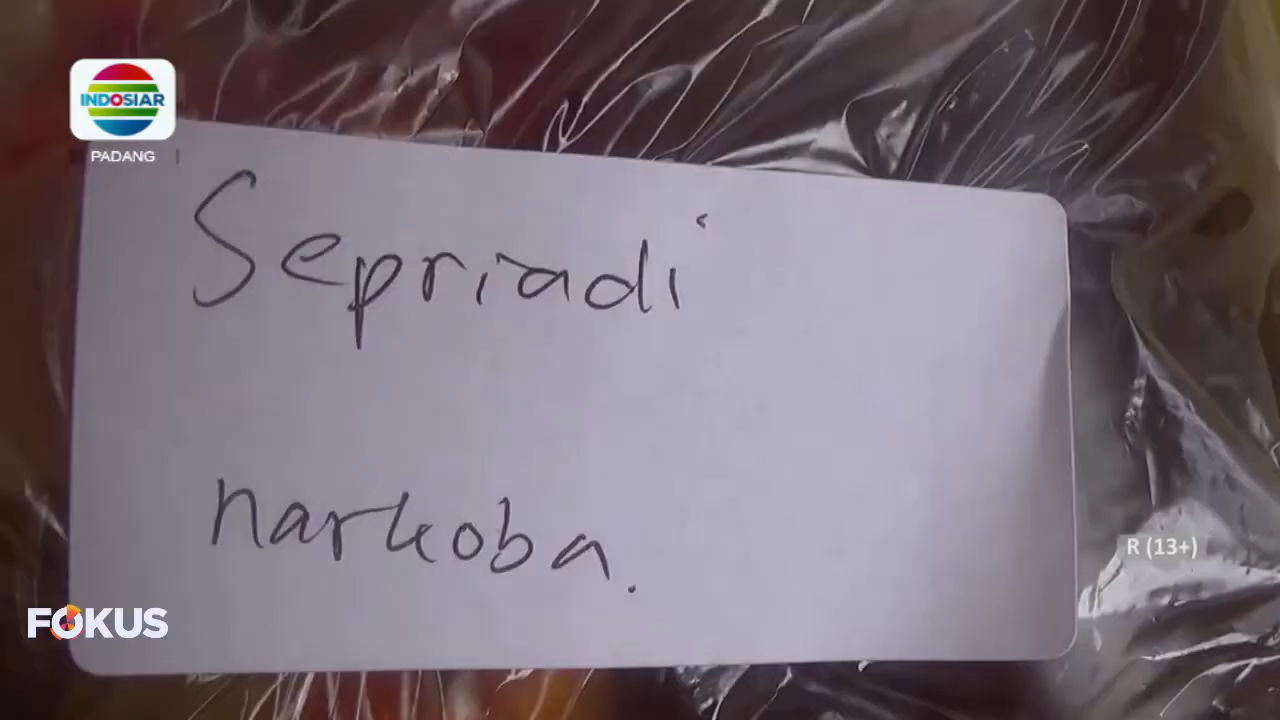 INDOSIAR
PADANG
Sepriadi
narkoba.
R (13+)
FOKUS